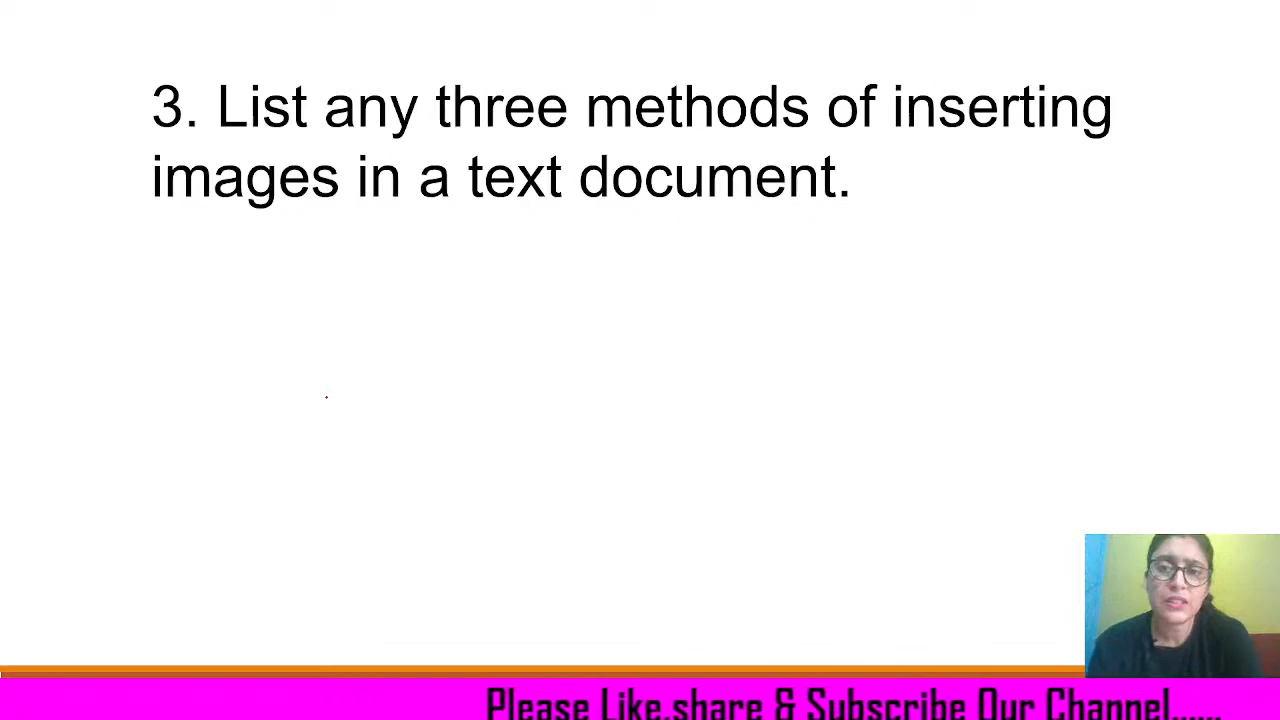 3. List any three methods of inserting
images in a text document.
Please Like,share & Subscribe Our Channel......